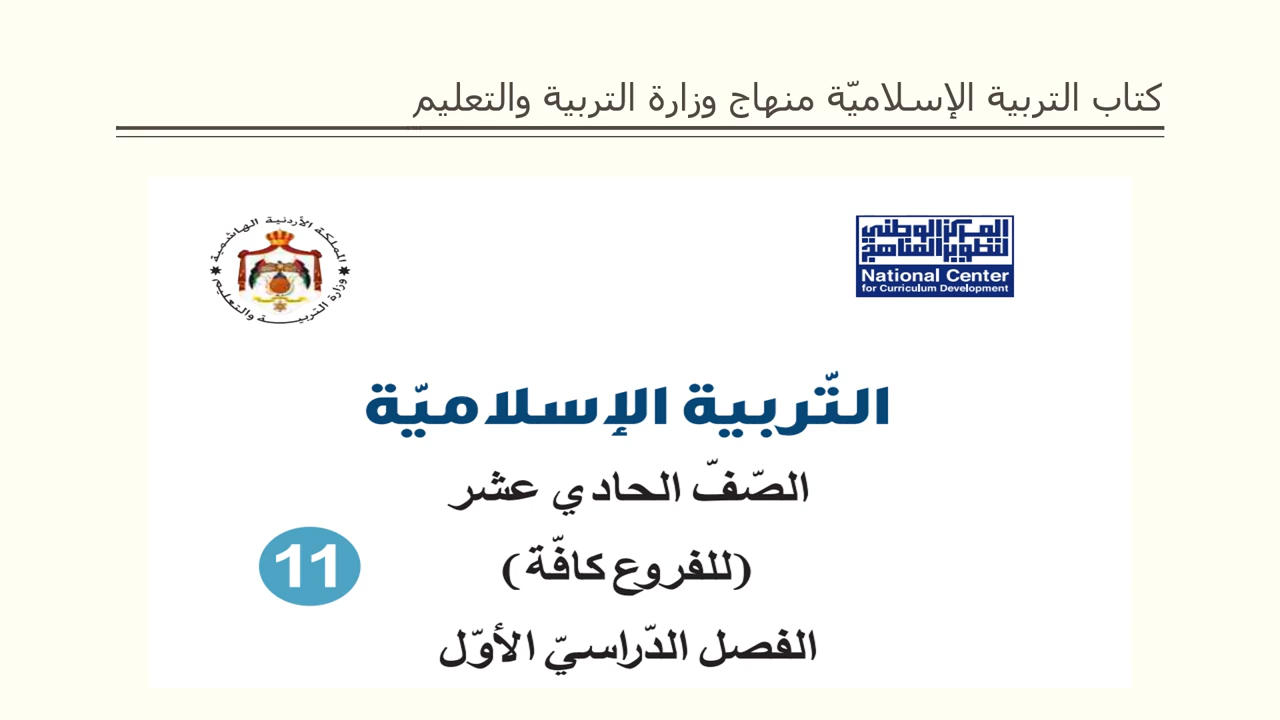 كتاب التربية الإسلاميّة منهاج وزارة التربية والتعليم
المركز الوطني
لتطوير المناهج
National Center
for Curriculum Development
المملكة الأردنية الهاشمية
وزارة التربية والتعليم
التّربية الإسلاميّة
الصّفّ الحادي عشر
(للفروع كافّة)
11
الفصل الدّراسيّ الأوّل